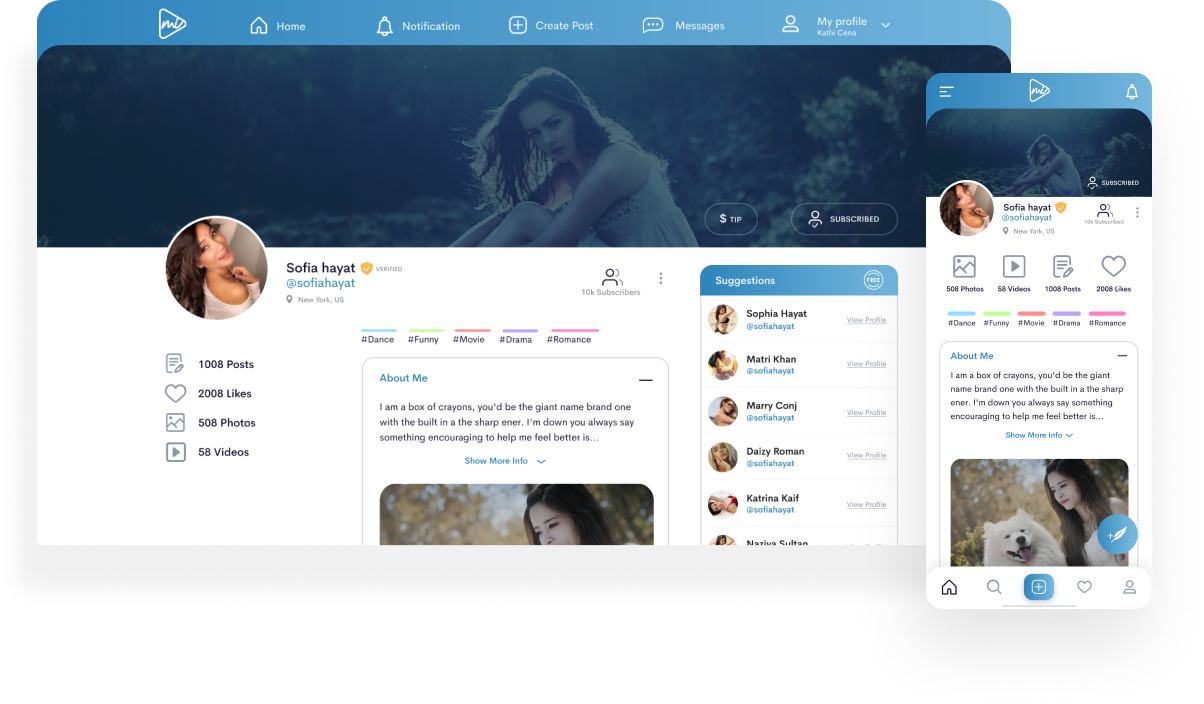 Home
Notification
Create Post
Messages
My profile
Kathi Cena
$ TIP
SUBSCRIBED
Sofia hayat VERIFIED
@sofiahayat
New York, US
10k Subscribers
#Dance #Funny #Movie #Drama #Romance
1008 Posts
2008 Likes
508 Photos
58 Videos
About Me
I am a box of crayons, you'd be the giant name brand one
with the built in a the sharp ener. I'm down you always say
something encouraging to help me feel better is...
Show More Info
Suggestions FREE
Sophia Hayat
@sofiahayat
View Profile
Matri Khan
@sofiahayat
View Profile
Marry Conj
@sofiahayat
View Profile
Daizy Roman
@sofiahayat
View Profile
Katrina Kaif
@sofiahayat
View Profile
Naziya Sultan
SUBSCRIBED
Sofia hayat
@sofiahayat
New York, US
10k Subscribed
508 Photos
58 Videos
1008 Posts
2008 Likes
#Dance #Funny #Movie #Drama #Romance
About Me
I am a box of crayons, you'd be the giant
name brand one with the built in a the sharp
ener. I'm down you always say something
encouraging to help me feel better is...
Show More Info